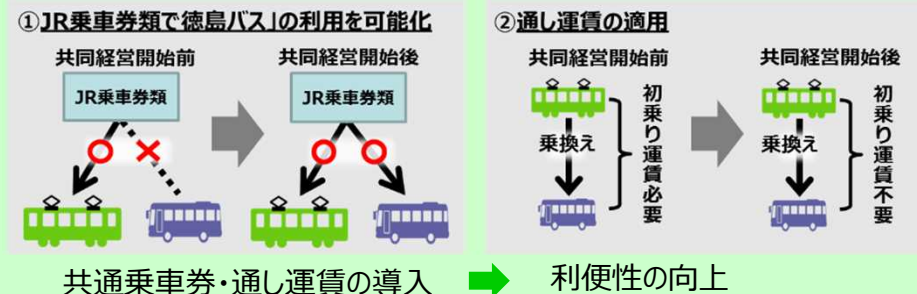 ①JR乗車券類で徳島バス」の利用を可能化
共同経営開始前
共同経営開始後
JR乗車券類
JR乗車券類
②通し運賃の適用
共同経営開始前
共同経営開始後
乗換え
初乗り運賃必要
乗換え
初乗り運賃不要
共通乗車券・通し運賃の導入
利便性の向上